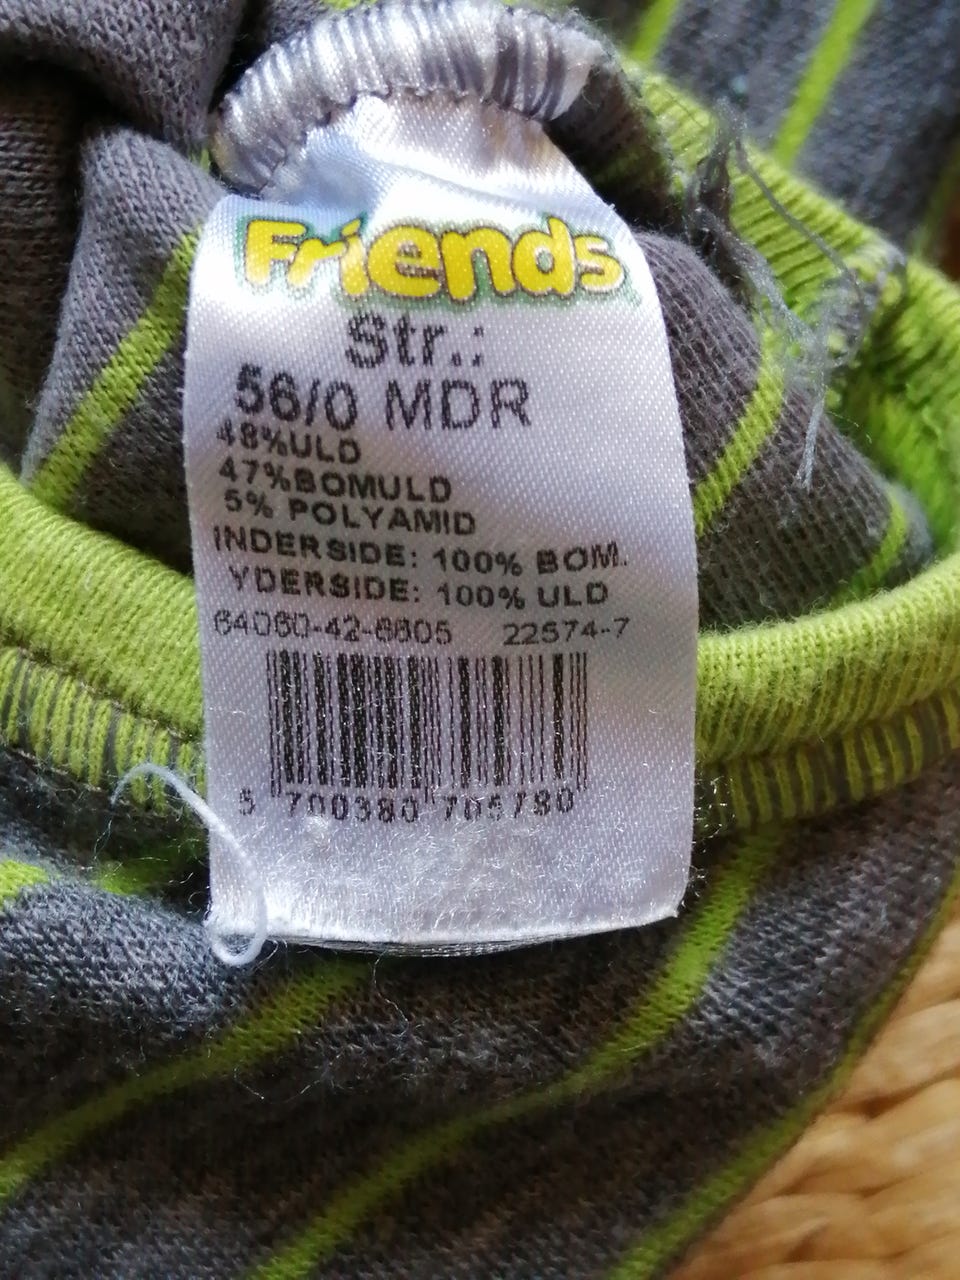 Friends
Str.:
56/0 MDR
48%ULD
47%BOMULD
5% POLYAMID
INDERSIDE: 100% BOM.
YDERSIDE: 100% ULD
64060-42-6605 22574-7
5 700380 705780